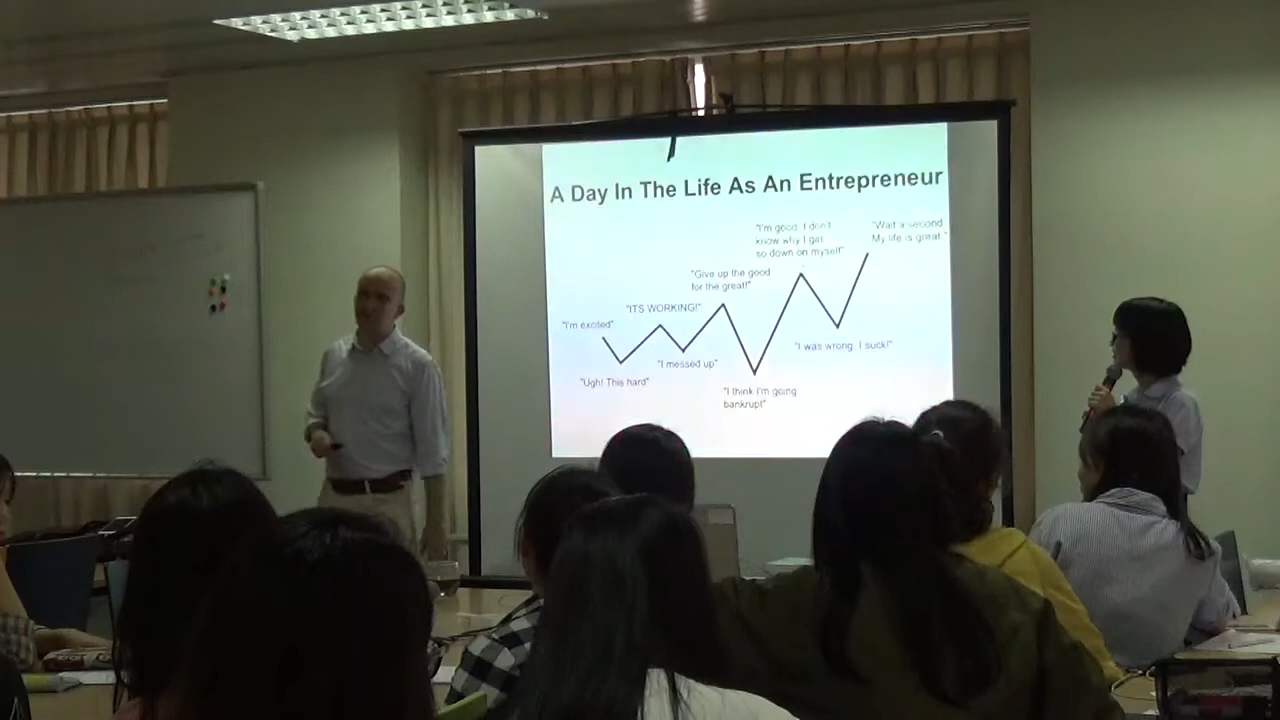 A Day In The Life As An Entrepreneur
"I'm excited"
"Ugh! This hard"
"ITS WORKING!"
"I messed up"
"Give up the good
for the great!"
"I think I'm going
bankrupt"
"I'm good. I don't
know why I get
so down on myself"
"I was wrong. I suck!"
"Wait a second.
My life is great."